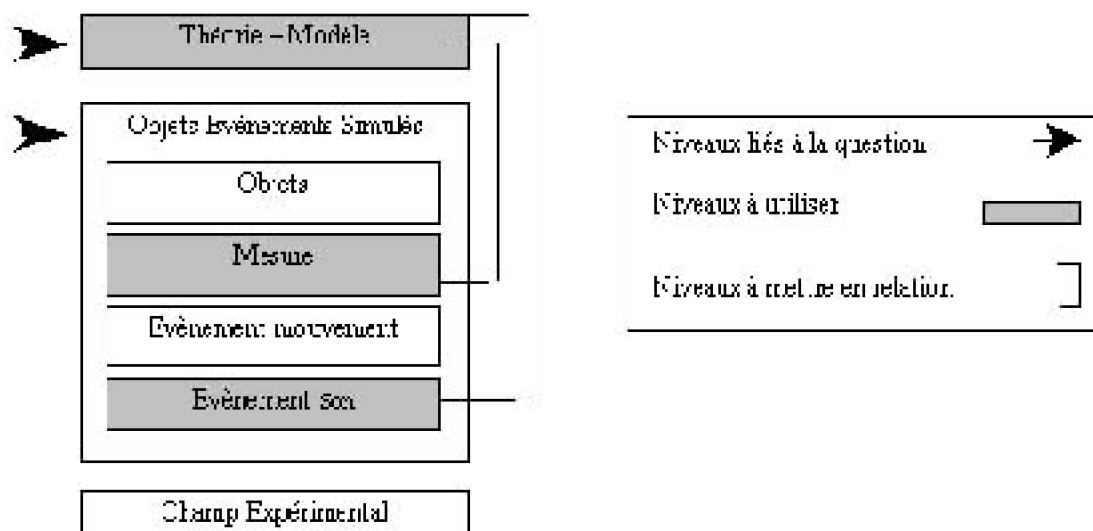 Théorie – Modèle
Objets Evénements Simulés
Objets
Mesure
Evènement mouvement
Evènement son
Champ Expérimental
Niveaux liés à la question
Niveaux à utiliser
Niveaux à mettre en relation